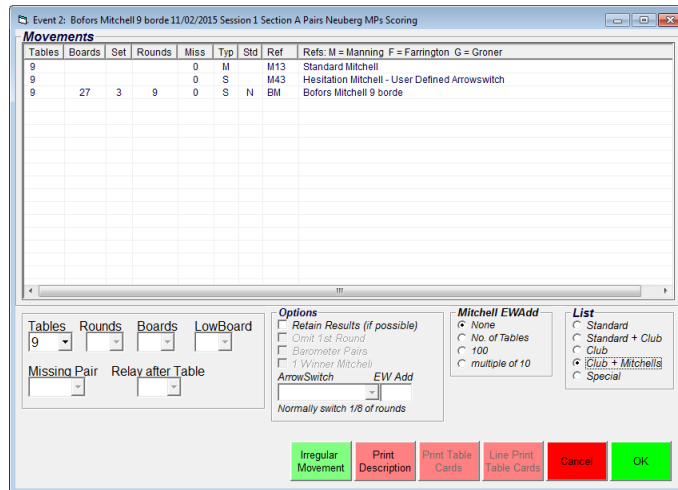 Event 2: Bofors Mitchell 9 borde 11/02/2015 Session 1 Section A Pairs Neuberg MPs Scoring
Movements
Tables Boards Set Rounds Miss Typ Std Ref Refs: M = Manning F = Farrington G = Groner
9 0 M M13 Standard Mitchell
9 0 S M43 Hesitation Mitchell - User Defined Arrowswitch
9 27 3 9 0 S N BM Bofors Mitchell 9 borde
Tables Rounds Boards LowBoard
9
Missing Pair Relay after Table
Options
Retain Results (if possible)
Omit 1st Round
Barometer Pairs
1 Winner Mitchell
ArrowSwitch EW Add
Normally switch 1/8 of rounds
Mitchell EWAdd
None
No. of Tables
100
multiple of 10
List
Standard
Standard + Club
Club
Club + Mitchells
Special
Irregular Movement
Print Description
Print Table Cards
Line Print Table Cards
Cancel
OK